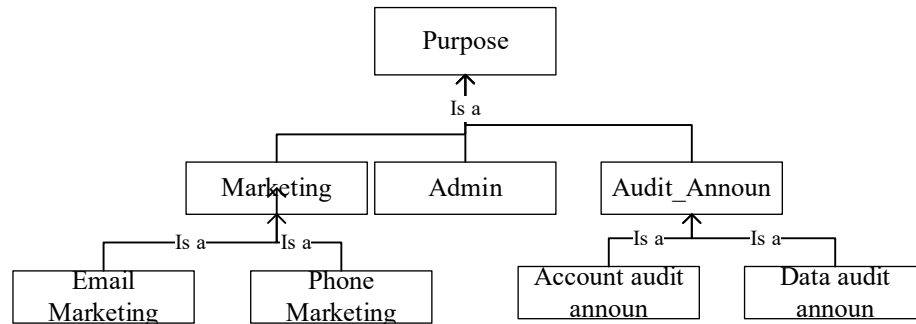 Purpose
Is a
Marketing
Admin
Audit_Announ
Is a
Is a
Is a
Is a
Email
Marketing
Phone
Marketing
Account audit
announ
Data audit
announ